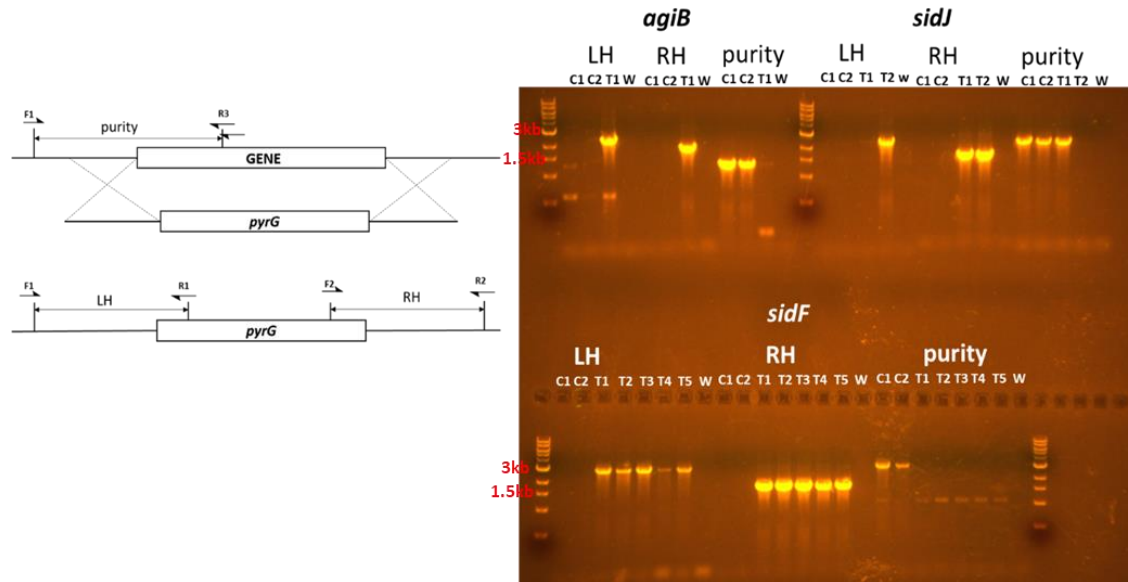 F1
purity
R3
GENE
pyrG
F1
LH
R1
F2
RH
R2
pyrG
agiB
sidJ
LH RH purity LH RH purity
C1 C2 T1 W C1 C2 T1 W C1 C2 T1 W C1 C2 T1 T2 w C1 C2 T1 T2 W C1 C2 T1 T2 W
3kb
1.5kb
sidF
LH RH purity
C1 C2 T1 T2 T3 T4 T5 W C1 C2 T1 T2 T3 T4 T5 W C1 C2 T1 T2 T3 T4 T5 W
3kb
1.5kb